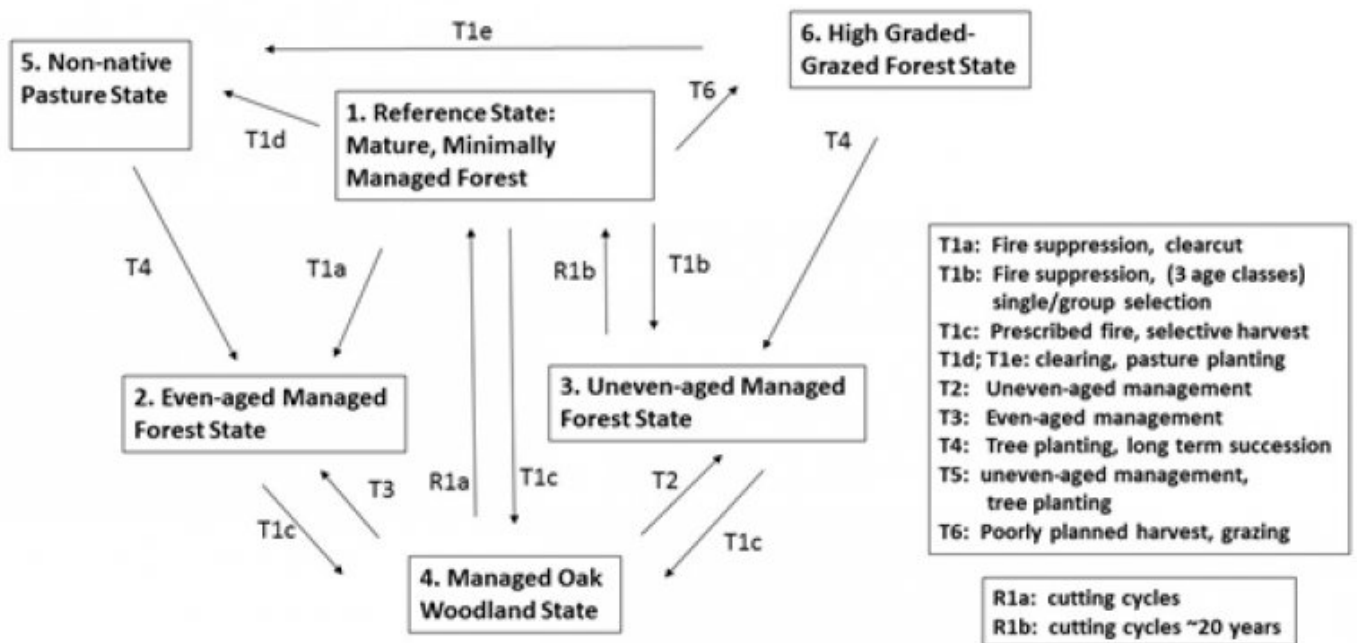 T1e
5. Non-native
Pasture State
6. High Graded-
Grazed Forest State
T1d
1. Reference State:
Mature, Minimally
Managed Forest
T6
T4
T4
T1a
R1b
T1b
2. Even-aged Managed
Forest State
3. Uneven-aged Managed
Forest State
T1c
T3
R1a
T1c
T2
T1c
4. Managed Oak
Woodland State
T1a: Fire suppression, clearcut
T1b: Fire suppression, (3 age classes)
single/group selection
T1c: Prescribed fire, selective harvest
T1d; T1e: clearing, pasture planting
T2: Uneven-aged management
T3: Even-aged management
T4: Tree planting, long term succession
T5: uneven-aged management,
tree planting
T6: Poorly planned harvest, grazing
R1a: cutting cycles
R1b: cutting cycles ~20 years